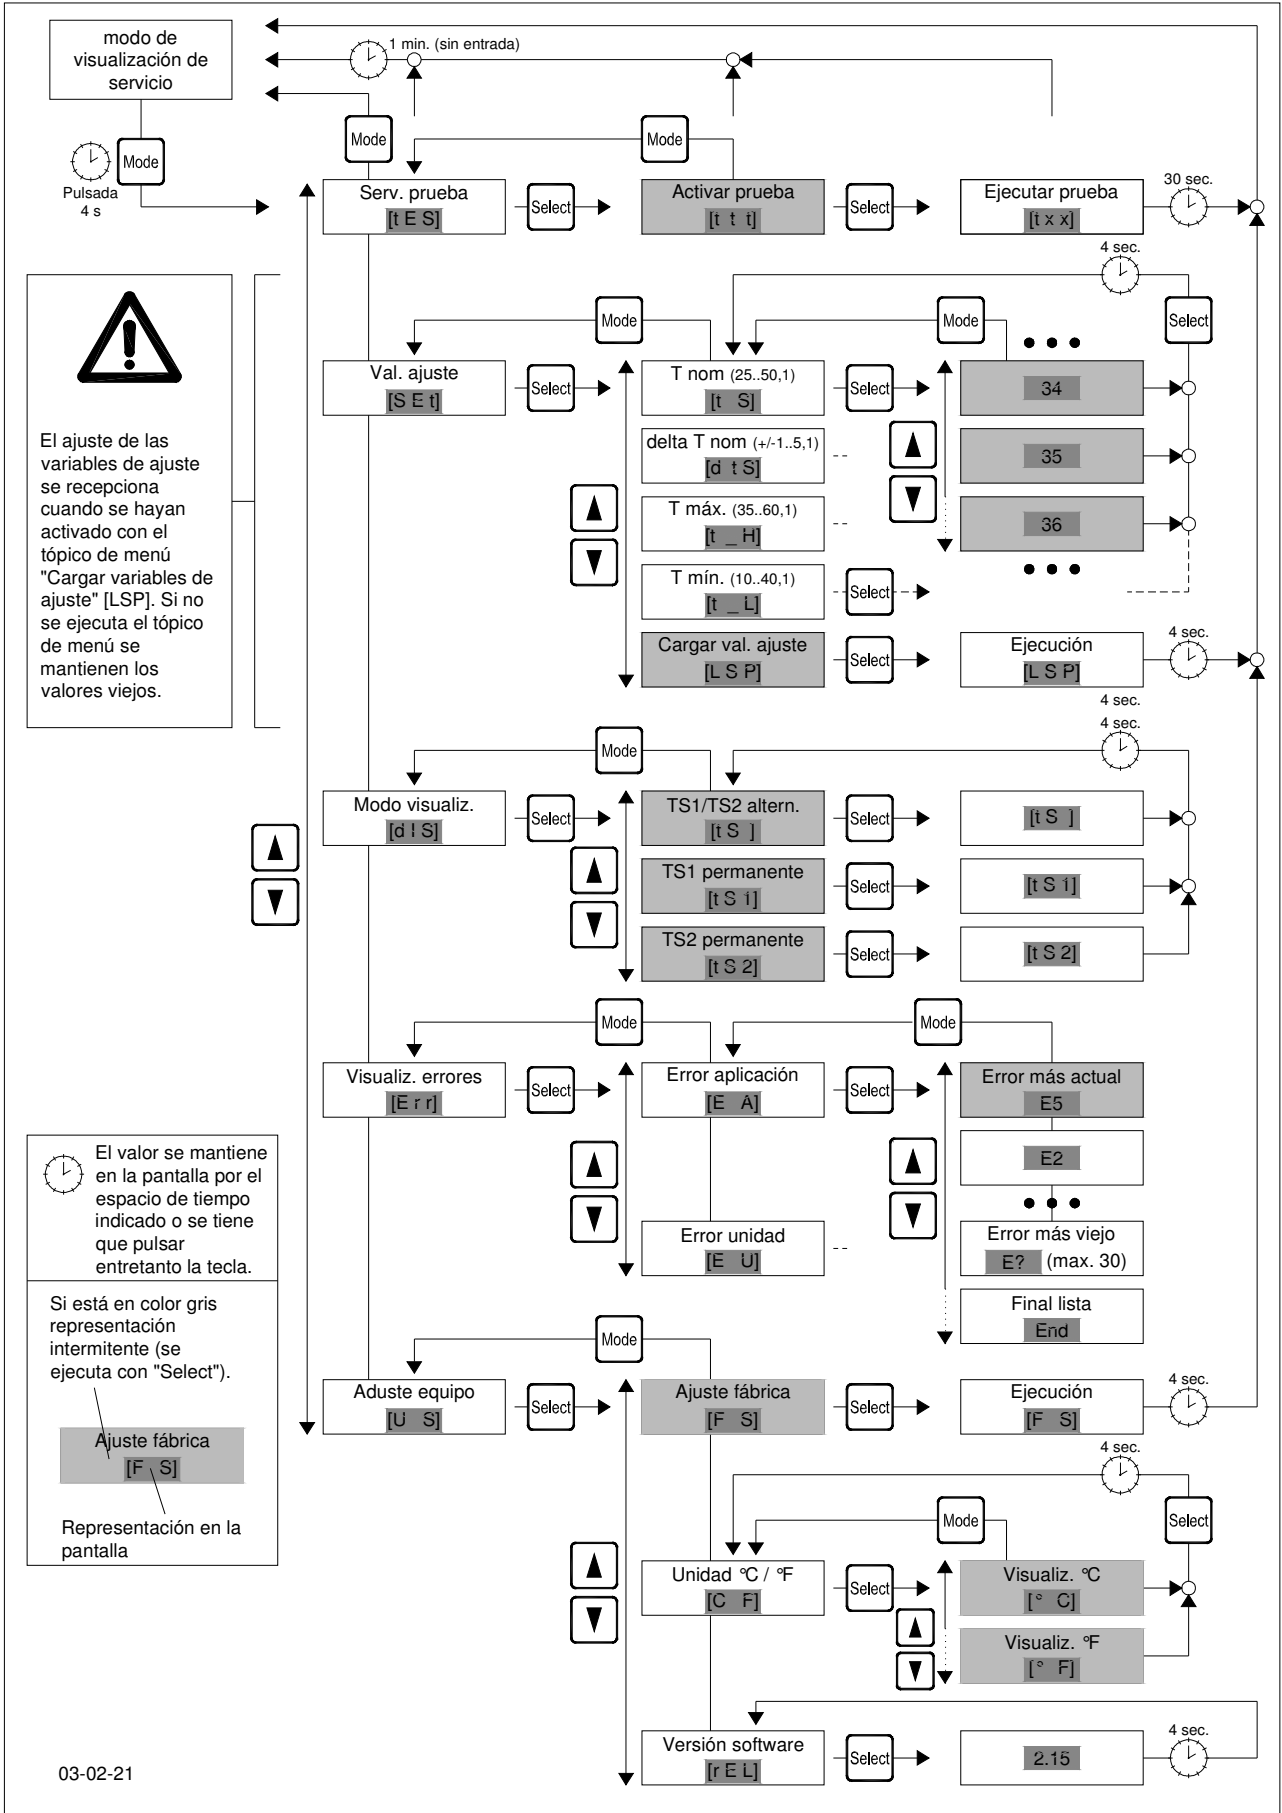 modo de
visualización de
servicio
1 min. (sin entrada)
Mode
Pulsada
4 s
Mode
Mode
Serv. prueba
[t E S]
Select
Activar prueba
[t t t]
Select
Ejecutar prueba
[t x x]
30 sec.
El ajuste de las
variables de ajuste
se recepciona
cuando se hayan
activado con el
tópico de menú
"Cargar variables de
ajuste" [LSP]. Si no
se ejecuta el tópico
de menú se
mantienen los
valores viejos.
4 sec.
Mode
Mode
Select
Val. ajuste
[S E t]
Select
T nom (25..50,1)
[t S]
Select
34
delta T nom (+/-1..5,1)
[d t S]
35
T máx. (35..60,1)
[t _ H]
36
T mín. (10..40,1)
[t _ L]
Select
Cargar val. ajuste
[L S P]
Select
Ejecución
[L S P]
4 sec.
4 sec.
4 sec.
Mode
Modo visualiz.
[d I S]
Select
TS1/TS2 altern.
[t S ]
Select
[t S ]
TS1 permanente
[t S 1]
Select
[t S 1]
TS2 permanente
[t S 2]
Select
[t S 2]
Mode
Mode
Visualiz. errores
[E r r]
Select
Error aplicación
[E A]
Select
Error más actual
E5
E2
Error unidad
[E U]
Error más viejo
E? (max. 30)
Final lista
End
El valor se mantiene
en la pantalla por el
espacio de tiempo
indicado o se tiene
que pulsar
entretanto la tecla.
Si está en color gris
representación
intermitente (se
ejecuta con "Select").
Ajuste fábrica
[F S]
Representación en la
pantalla
Mode
Aduste equipo
[U S]
Select
Ajuste fábrica
[F S]
Select
Ejecución
[F S]
4 sec.
4 sec.
Mode
Select
Unidad °C / °F
[C F]
Select
Visualiz. °C
[° C]
Visualiz. °F
[° F]
Versión software
[r E L]
Select
2.15
4 sec.
03-02-21